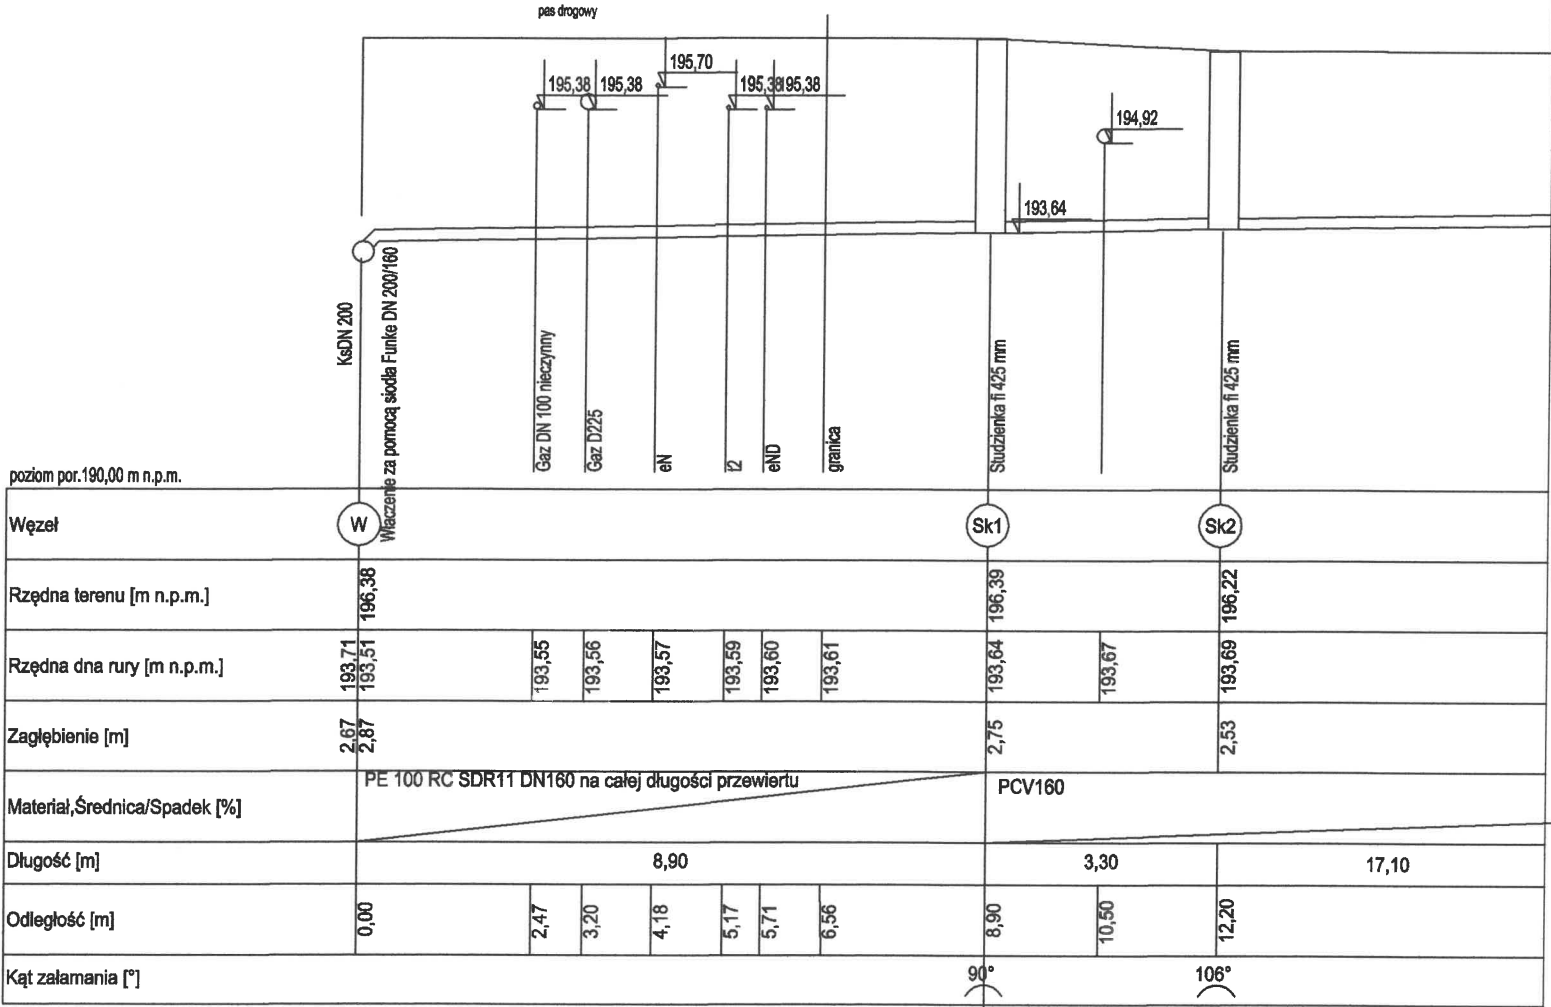 pas drogowy
195,70
195,38
195,38
195,38
195,38
194,92
193,64
KsDN 200
Włączenie za pomocą siodła Funke DN 200/160
Gaz DN 100 nieczynny
Gaz D225
eN
t2
eND
granica
Studzienka fi 425 mm
Studzienka fi 425 mm
poziom por.190,00 m n.p.m.
Węzeł
W
Sk1
Sk2
Rzędna terenu [m n.p.m.]
196,38
196,39
196,22
Rzędna dna rury [m n.p.m.]
193,71
193,51
193,55
193,56
193,57
193,59
193,60
193,61
193,64
193,67
193,69
Zagłębienie [m]
2,67
2,87
2,75
2,53
Materiał,Średnica/Spadek [%]
PE 100 RC SDR11 DN160 na całej długości przewiertu
PCV160
Długość [m]
8,90
3,30
17,10
Odległość [m]
0,00
2,47
3,20
4,18
5,17
5,71
6,56
8,90
10,50
12,20
Kąt załamania [°]
90°
106°